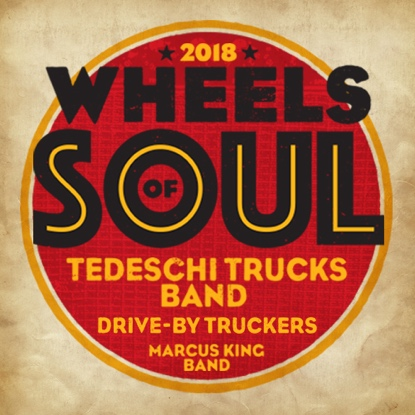 ★ 2018 ★
WHEELS
OF
SOUL
TEDESCHI TRUCKS
BAND
DRIVE-BY TRUCKERS
MARCUS KING
BAND